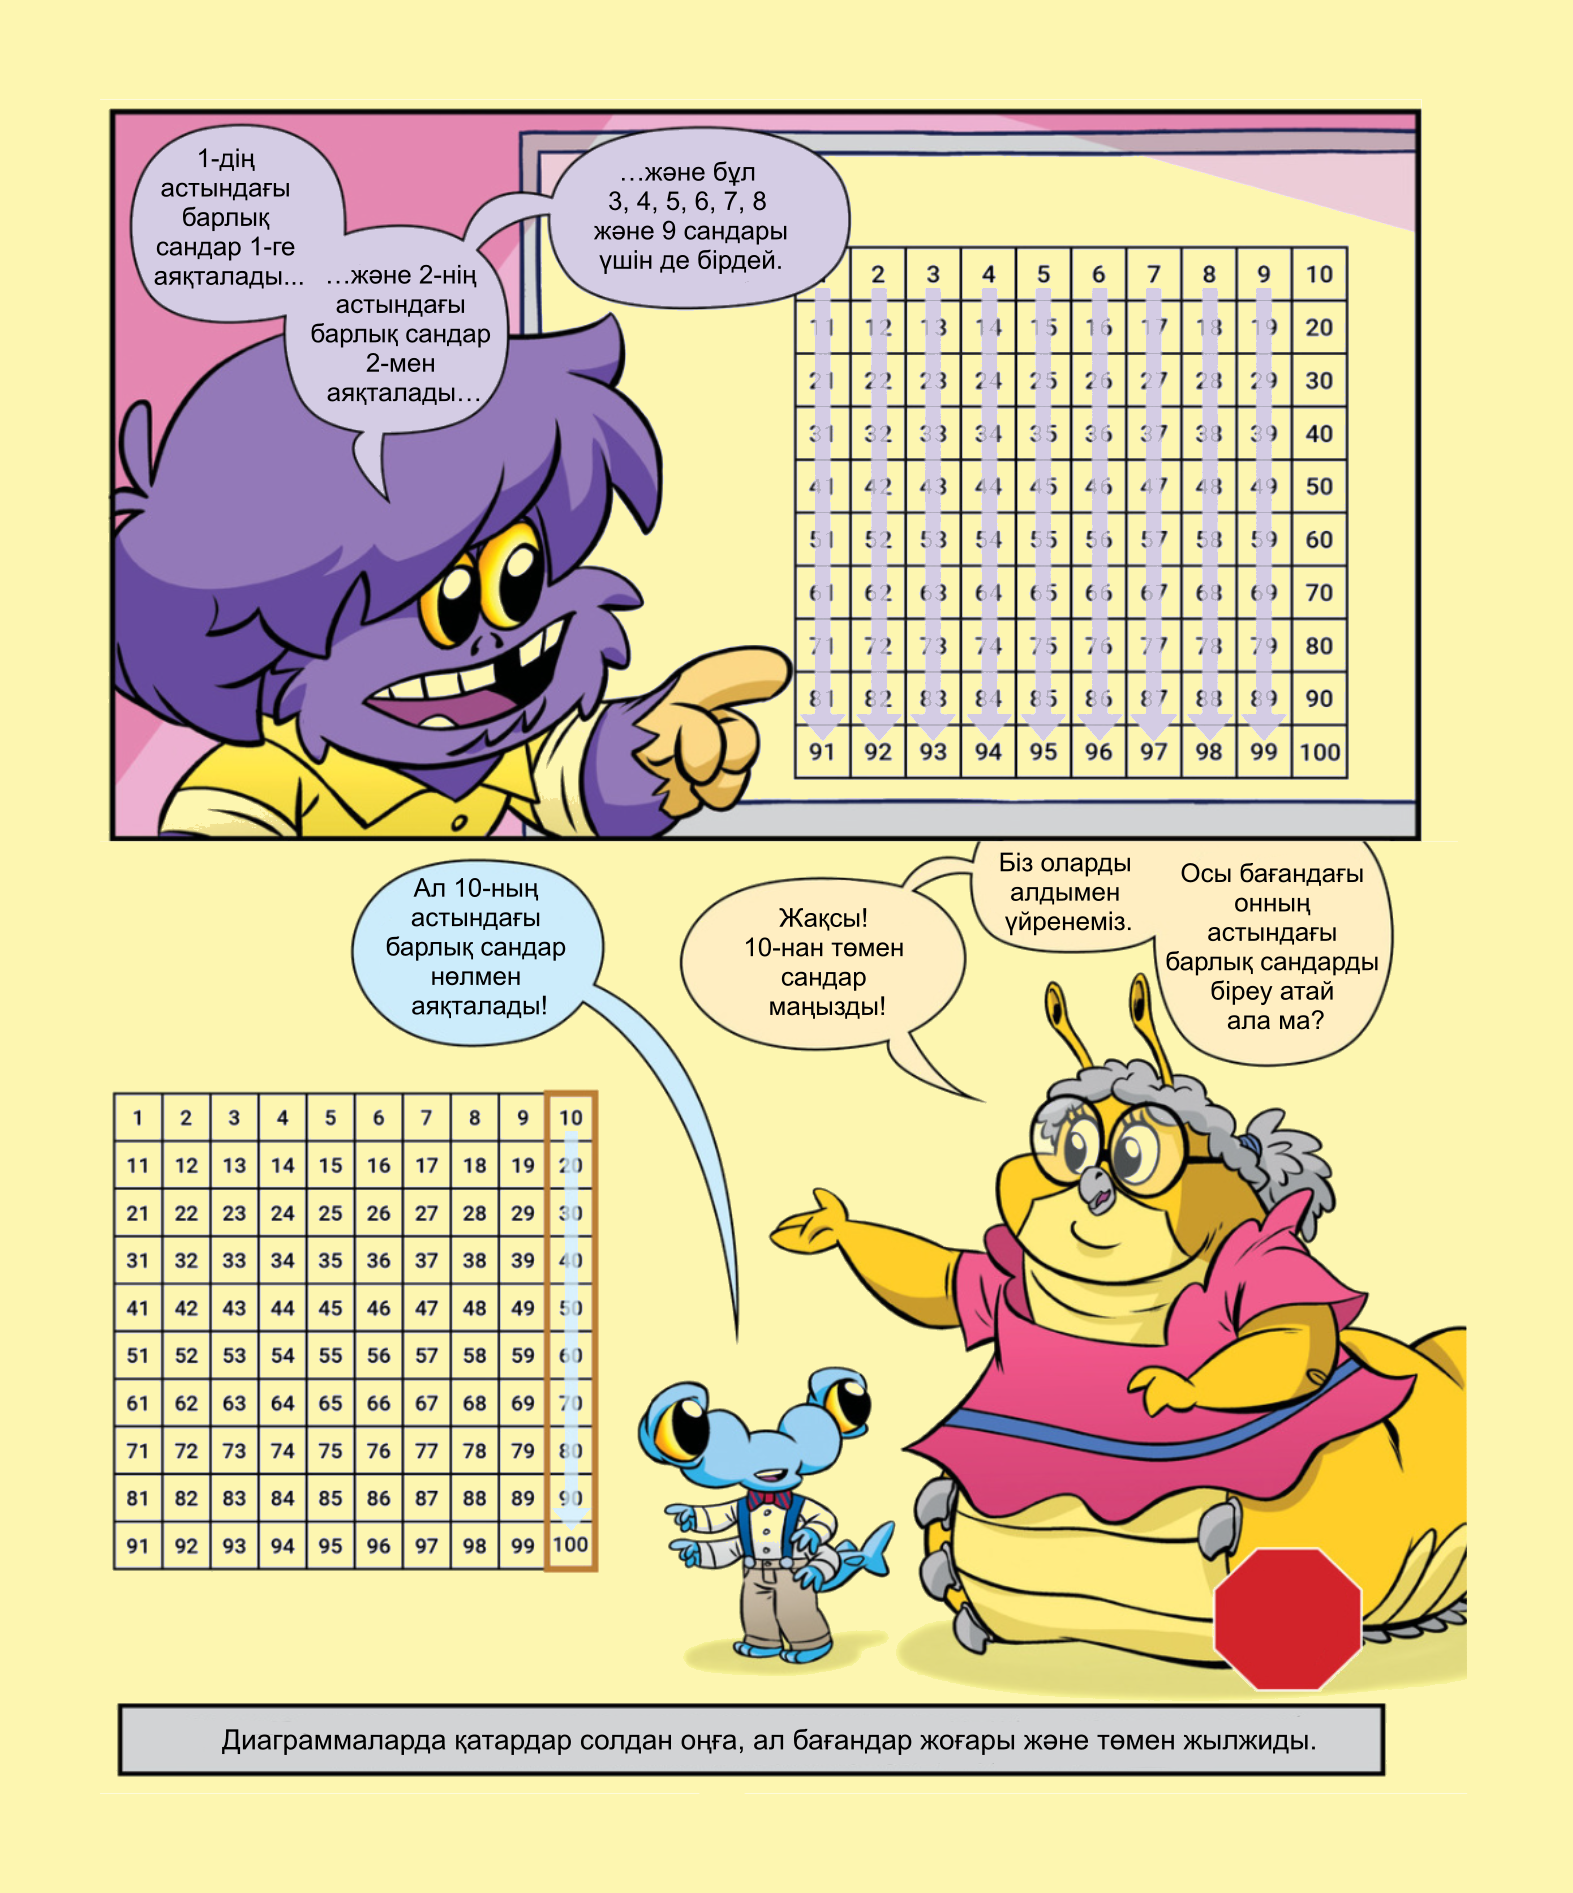 1-дің
астындағы
барлық
сандар 1-ге
аяқталады...
…және 2-нің
астындағы
барлық сандар
2-мен
аяқталады…
…және бұл
3, 4, 5, 6, 7, 8
және 9 сандары
үшін де бірдей.
2 3 4 5 6 7 8 9 10
11 12 13 14 15 16 17 18 19 20
21 22 23 24 25 26 27 28 29 30
31 32 33 34 35 36 37 38 39 40
41 42 43 44 45 46 47 48 49 50
51 52 53 54 55 56 57 58 59 60
61 62 63 64 65 66 67 68 69 70
71 72 73 74 75 76 77 78 79 80
81 82 83 84 85 86 87 88 89 90
91 92 93 94 95 96 97 98 99 100
Ал 10-ның
астындағы
барлық сандар
нөлмен
аяқталады!
Жақсы!
10-нан төмен
сандар
маңызды!
Біз оларды
алдымен
үйренеміз.
Осы бағандағы
онның
астындағы
барлық сандарды
біреу атай
ала ма?
1 2 3 4 5 6 7 8 9 10
11 12 13 14 15 16 17 18 19 20
21 22 23 24 25 26 27 28 29 30
31 32 33 34 35 36 37 38 39 40
41 42 43 44 45 46 47 48 49 50
51 52 53 54 55 56 57 58 59 60
61 62 63 64 65 66 67 68 69 70
71 72 73 74 75 76 77 78 79 80
81 82 83 84 85 86 87 88 89 90
91 92 93 94 95 96 97 98 99 100
Диаграммаларда қатардар солдан оңға, ал бағандар жоғары және төмен жылжиды.